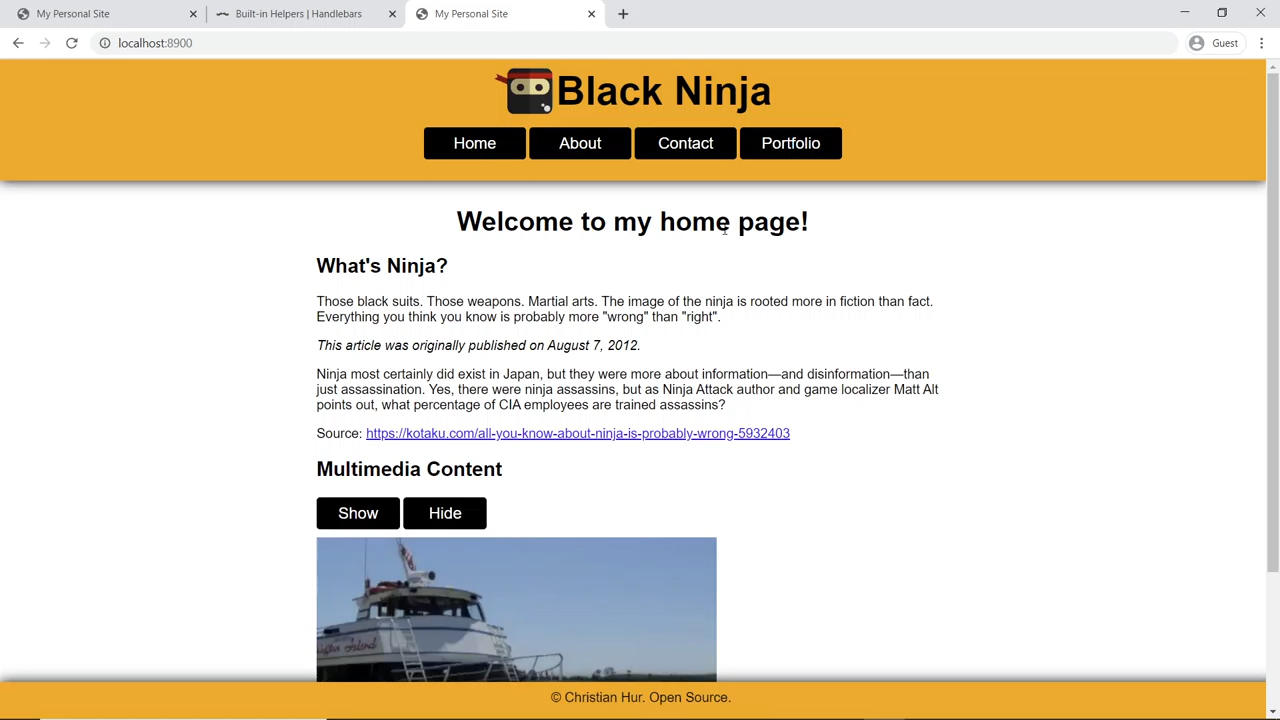 My Personal Site
Built-in Helpers | Handlebars
My Personal Site
localhost:8900
Guest
Black Ninja
Home
About
Contact
Portfolio
Welcome to my home page!
What's Ninja?
Those black suits. Those weapons. Martial arts. The image of the ninja is rooted more in fiction than fact.
Everything you think you know is probably more "wrong" than "right".
This article was originally published on August 7, 2012.
Ninja most certainly did exist in Japan, but they were more about information—and disinformation—than
just assassination. Yes, there were ninja assassins, but as Ninja Attack author and game localizer Matt Alt
points out, what percentage of CIA employees are trained assassins?
Source: https://kotaku.com/all-you-know-about-ninja-is-probably-wrong-5932403
Multimedia Content
Show
Hide
Island
© Christian Hur. Open Source.